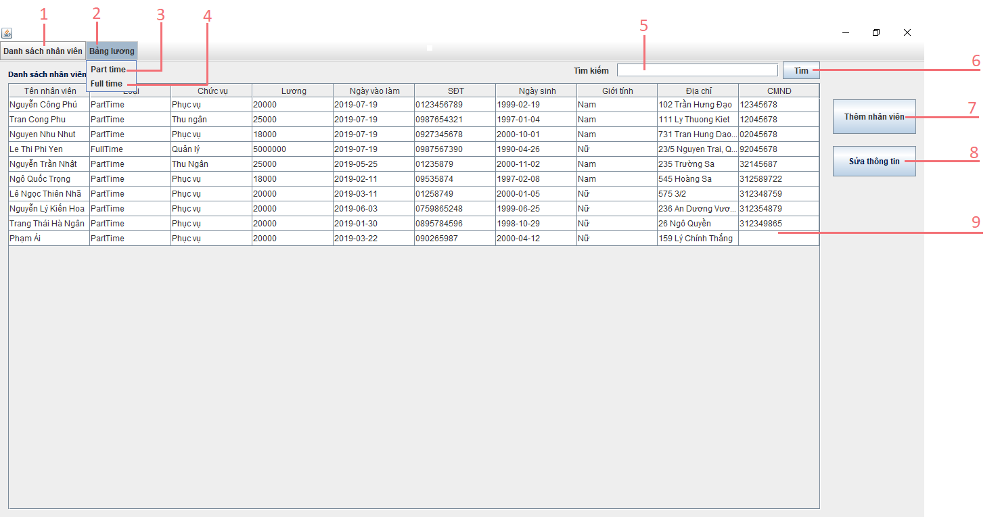 1 2 3 4 5
Danh sách nhân viên Bảng lương
Part time
Full time
Danh sách nhân viên
Tìm kiếm Tìm 6
Tên nhân viên Loại Chức vụ Lương Ngày vào làm SĐT Ngày sinh Giới tính Địa chỉ CMND
Nguyễn Công Phú PartTime Phục vụ 20000 2019-07-19 0123456789 1999-02-19 Nam 102 Trần Hưng Đạo 12345678
Tran Cong Phu PartTime Thu ngân 25000 2019-07-19 0987654321 1997-01-04 Nam 111 Ly Thuong Kiet 12045678
Nguyen Nhu Nhut PartTime Phục vụ 18000 2019-07-19 0927345678 2000-10-01 Nam 731 Tran Hung Dao... 02045678
Le Thi Phi Yen FullTime Quản lý 5000000 2019-07-19 0987567390 1990-04-26 Nữ 23/5 Nguyen Trai, Q... 92045678
Nguyễn Trần Nhật PartTime Thu Ngân 25000 2019-05-25 01235879 2000-11-02 Nam 235 Trường Sa 32145687
Ngô Quốc Trọng PartTime Phục vụ 18000 2019-02-11 09535874 1997-02-08 Nam 545 Hoàng Sa 312589722
Lê Ngọc Thiên Nhã PartTime Phục vụ 20000 2019-03-11 01258749 2000-01-05 Nữ 575 3/2 312348759
Nguyễn Lý Kiến Hoa PartTime Phục vụ 20000 2019-06-03 0759865248 1999-06-25 Nữ 236 An Dương Vươ... 312354879
Trang Thái Hà Ngân PartTime Phục vụ 20000 2019-01-30 0895784596 1998-10-29 Nữ 26 Ngô Quyền 312349865
Phạm Ái PartTime Phục vụ 20000 2019-03-22 090265987 2000-04-12 Nữ 159 Lý Chính Thắng
Thêm nhân viên 7
Sửa thông tin 8
9